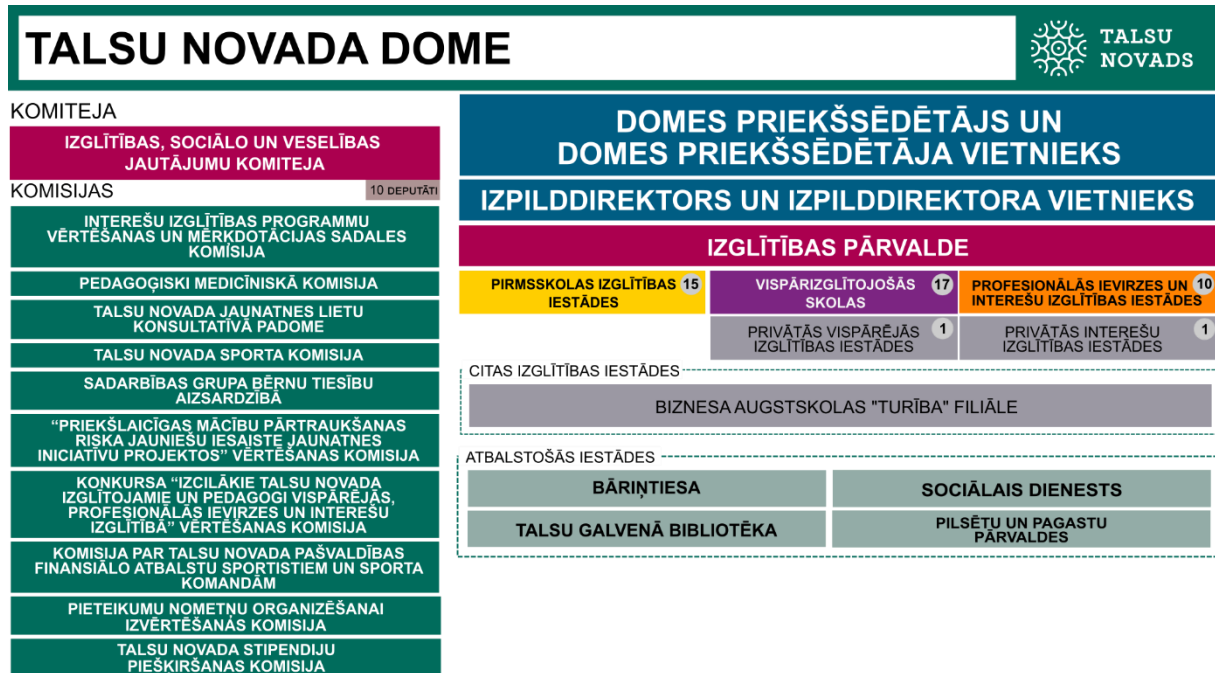 TALSU NOVADA DOME
TALSU
NOVADS
KOMITEJA
IZGLĪTĪBAS, SOCIĀLO UN VESELĪBAS
JAUTĀJUMU KOMITEJA
KOMISIJAS
10 DEPUTĀTI
INTEREŠU IZGLĪTĪBAS PROGRAMMU
VĒRTĒŠANAS UN MĒRKDOTĀCIJAS SADALES
KOMISIJA
PEDAGOĢISKI MEDICĪNISKĀ KOMISIJA
TALSU NOVADA JAUNATNES LIETU
KONSULTATĪVĀ PADOME
TALSU NOVADA SPORTA KOMISIJA
SADARBĪBAS GRUPA BĒRNU TIESĪBU
AIZSARDZĪBĀ
“PRIEKŠLAICĪGAS MĀCĪBU PĀRTRAUKŠANAS
RISKA JAUNIEŠU IESAISTE JAUNATNES
INICIATĪVU PROJEKTOS” VĒRTĒŠANAS KOMISIJA
KONKURSA “IZCILĀKIE TALSU NOVADA
IZGLĪTOJAMIE UN PEDAGOGI VISPĀRĒJĀS,
PROFESIONĀLĀS IEVIRZES UN INTEREŠU
IZGLĪTĪBĀ” VĒRTĒŠANAS KOMISIJA
KOMISIJA PAR TALSU NOVADA PAŠVALDĪBAS
FINANSIĀLO ATBALSTU SPORTISTIEM UN SPORTA
KOMANDĀM
PIETEIKUMU NOMETŅU ORGANIZĒŠANAI
IZVĒRTĒŠANAS KOMISIJA
TALSU NOVADA STIPENDIJU
PIEŠĶIRŠANAS KOMISIJA
DOMES PRIEKŠSĒDĒTĀJS UN
DOMES PRIEKŠSĒDĒTĀJA VIETNIEKS
IZPILDDIREKTORS UN IZPILDDIREKTORA VIETNIEKS
IZGLĪTĪBAS PĀRVALDE
PIRMSSKOLAS IZGLĪTĪBAS 15
IESTĀDES
VISPĀRIZGLĪTOJOŠĀS 17
SKOLAS
PROFESIONĀLĀS IEVIRZES UN 10
INTEREŠU IZGLĪTĪBAS IESTĀDES
PRIVĀTĀS VISPĀRĒJĀS 1
IZGLĪTĪBAS IESTĀDES
PRIVĀTĀS INTEREŠU 1
IZGLĪTĪBAS IESTĀDES
CITAS IZGLĪTĪBAS IESTĀDES
BIZNESA AUGSTSKOLAS "TURĪBA" FILIĀLE
ATBALSTOŠĀS IESTĀDES
BĀRIŅTIESA
SOCIĀLAIS DIENESTS
TALSU GALVENĀ BIBLIOTĒKA
PILSĒTU UN PAGASTU
PĀRVALDES